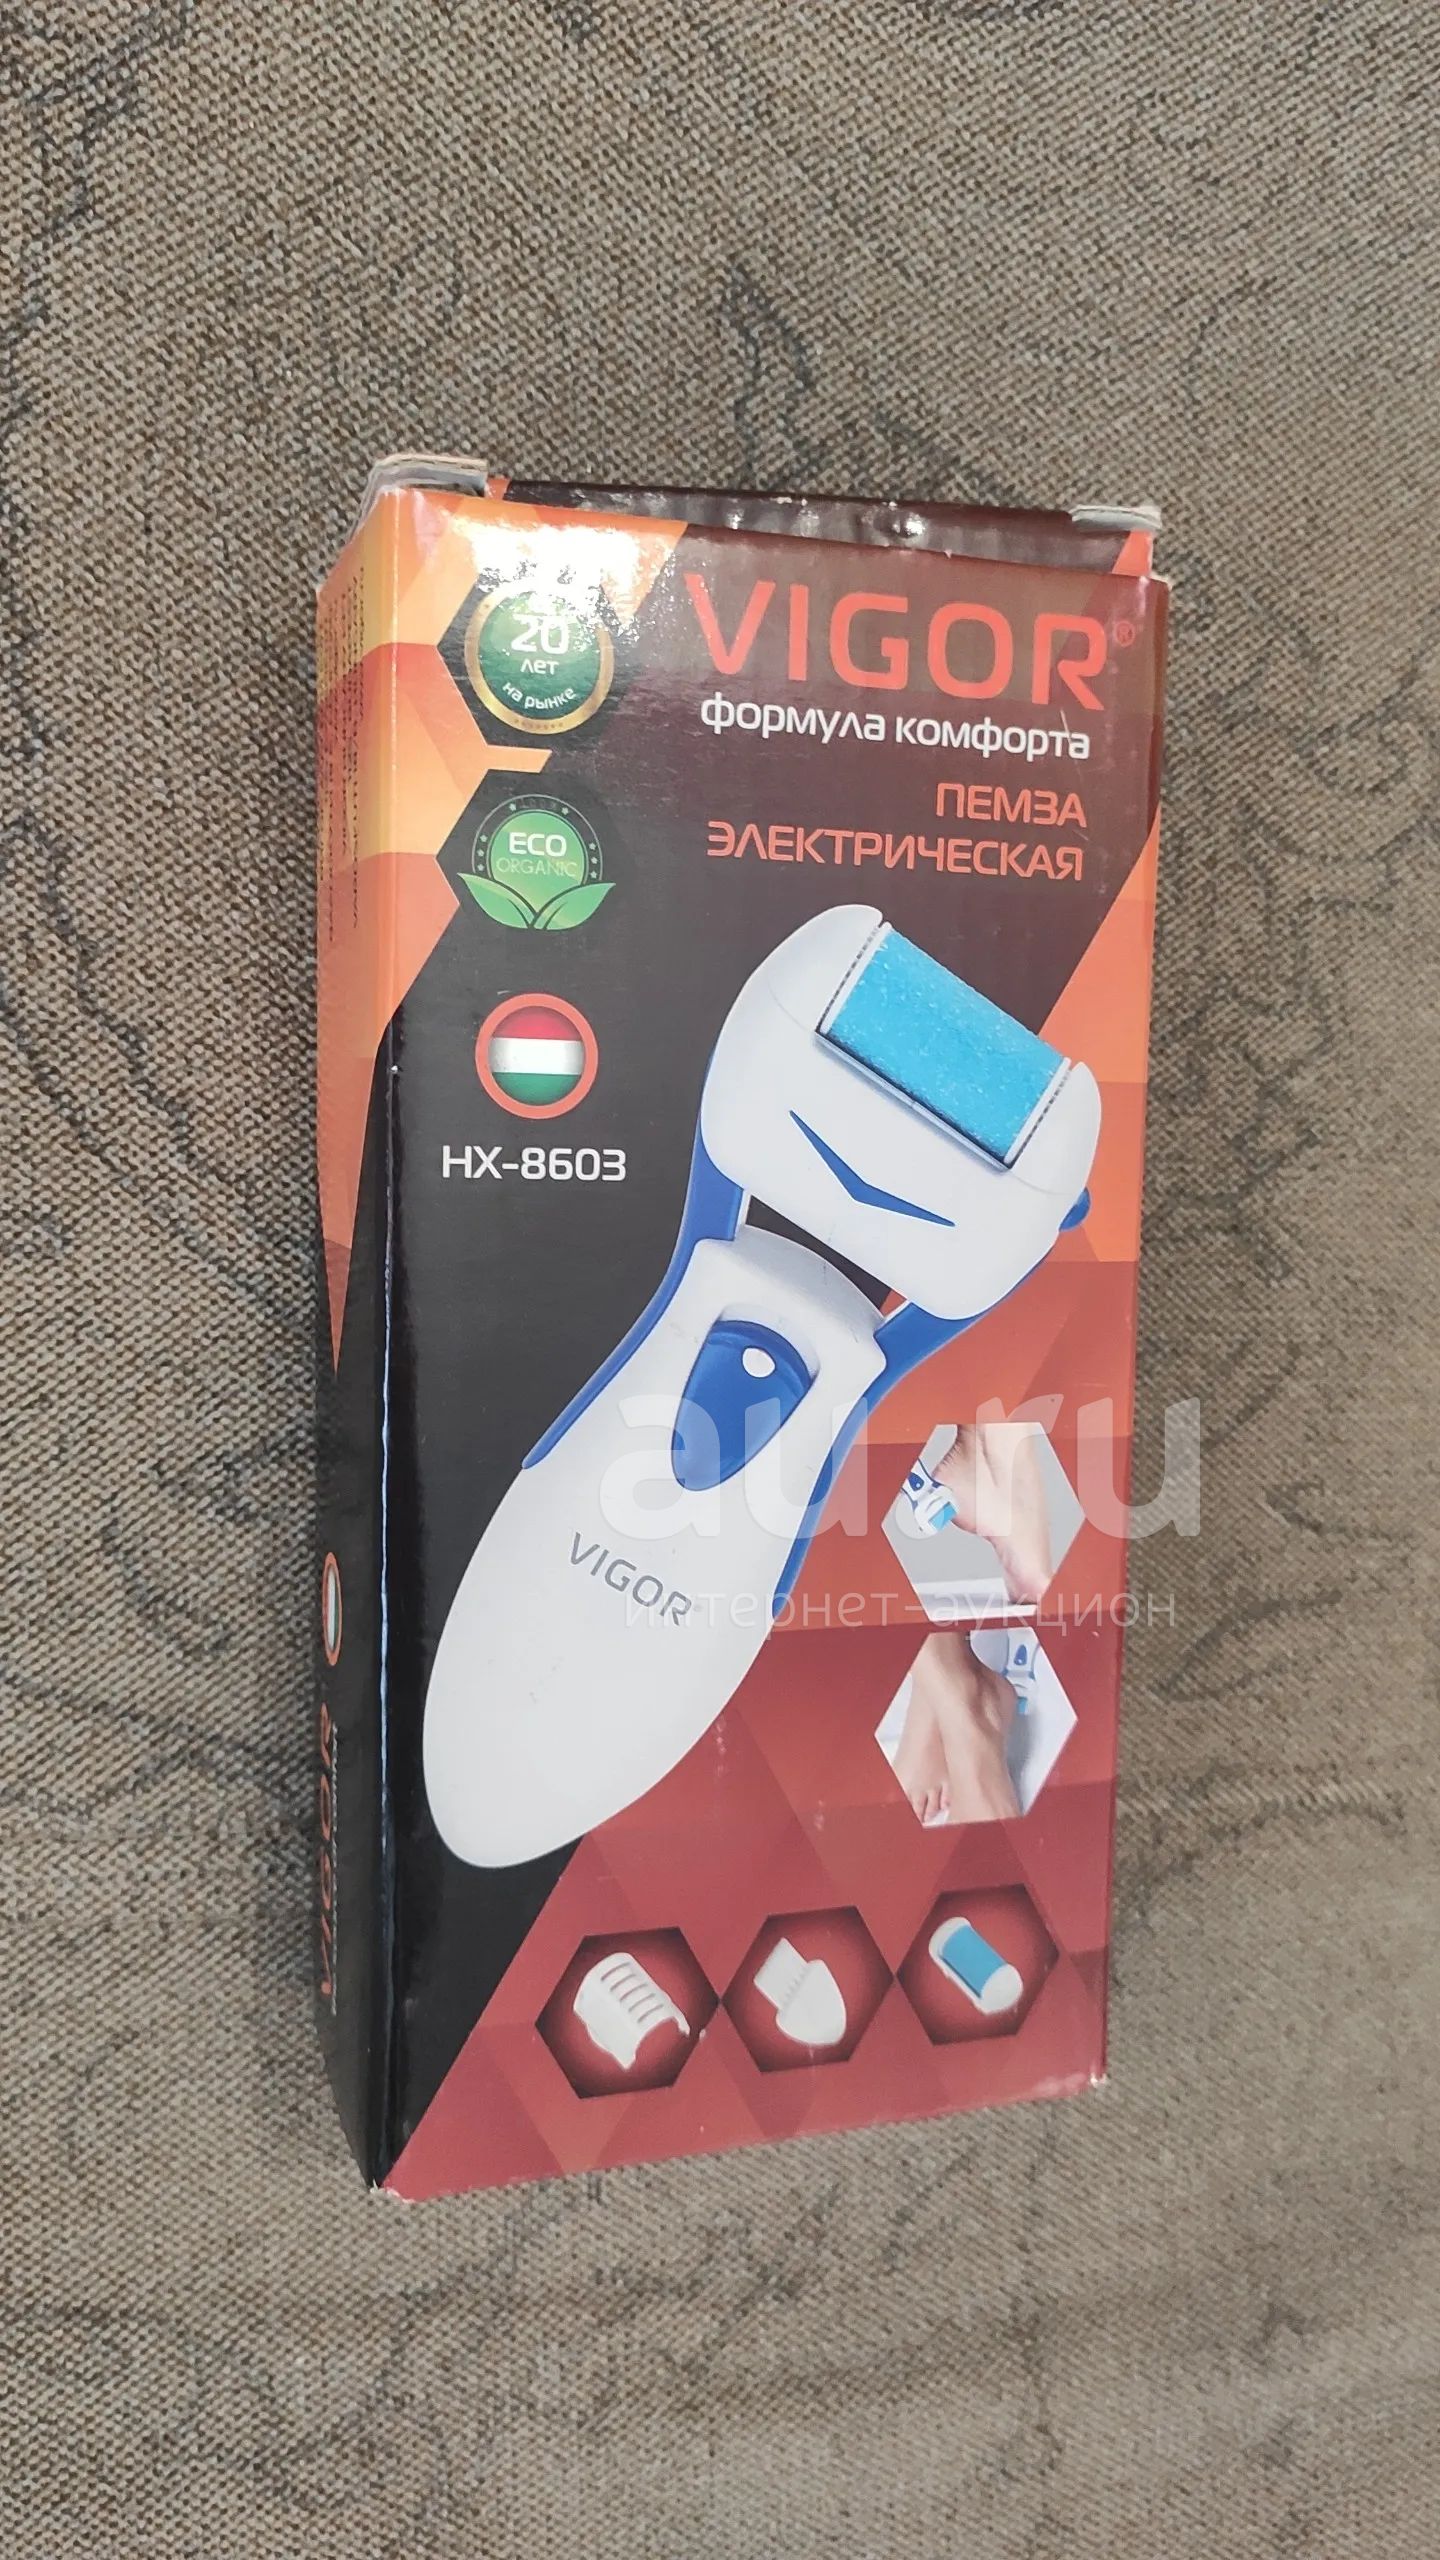 20
лет
на рынке
VIGOR®
формула комфорта
ПЕМЗА
ЭЛЕКТРИЧЕСКАЯ
ECO
ORGANIC
HX-8603
VIGOR
au.ru
интернет-аукцион
VIGOR